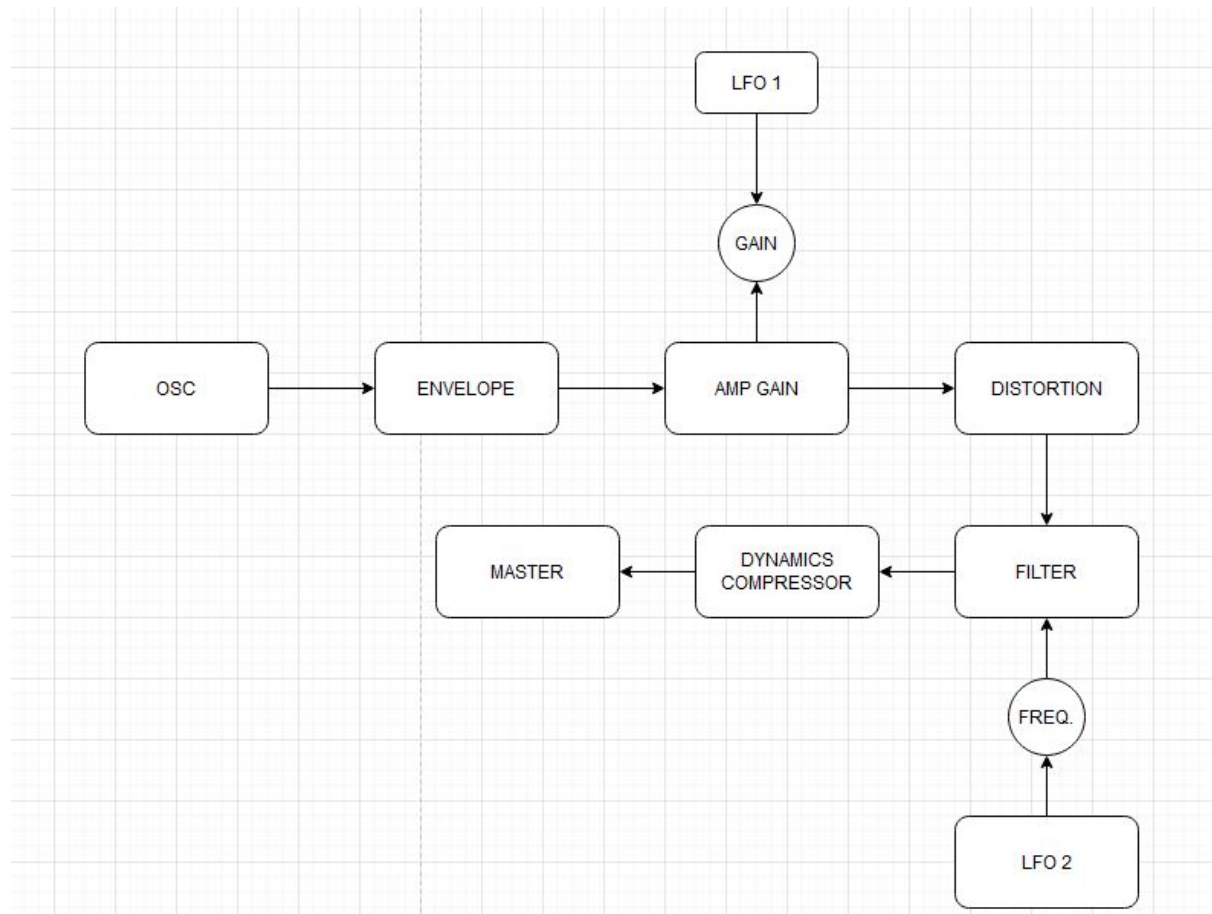 LFO 1
GAIN
OSC
ENVELOPE
AMP GAIN
DISTORTION
MASTER
DYNAMICS
COMPRESSOR
FILTER
FREQ.
LFO 2